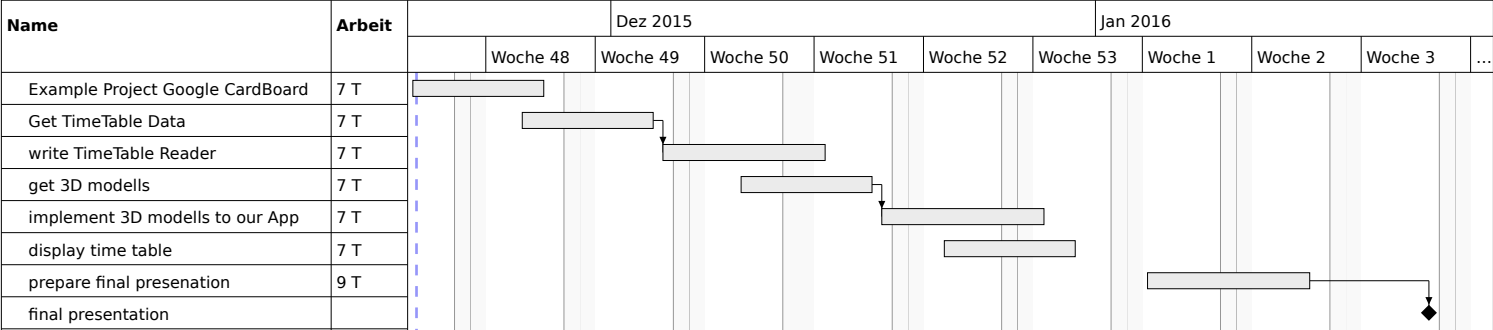 Name Arbeit Dez 2015 Jan 2016
Woche 48 Woche 49 Woche 50 Woche 51 Woche 52 Woche 53 Woche 1 Woche 2 Woche 3 ...
Example Project Google CardBoard 7 T
Get TimeTable Data 7 T
write TimeTable Reader 7 T
get 3D modells 7 T
implement 3D modells to our App 7 T
display time table 7 T
prepare final presenation 9 T
final presentation